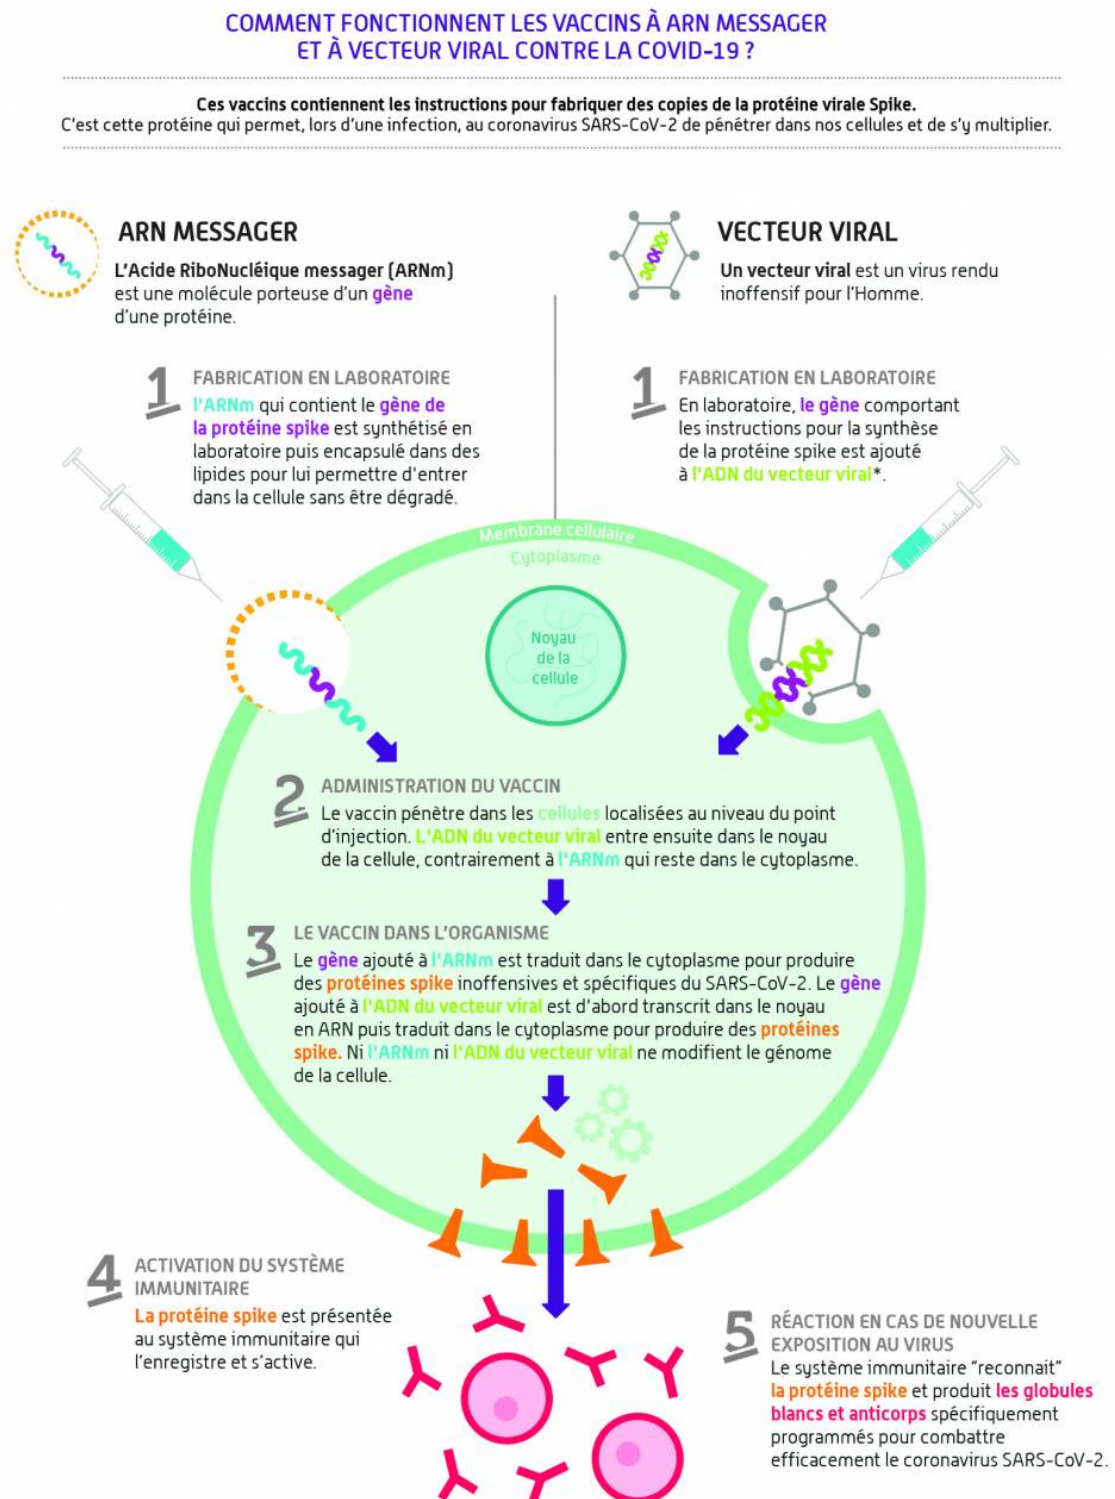 COMMENT FONCTIONNENT LES VACCINS À ARN MESSAGER
ET À VECTEUR VIRAL CONTRE LA COVID-19 ?
Ces vaccins contiennent les instructions pour fabriquer des copies de la protéine virale Spike.
C'est cette protéine qui permet, lors d'une infection, au coronavirus SARS-CoV-2 de pénétrer dans nos cellules et de s'y multiplier.
ARN MESSAGER
L'Acide RiboNucléique messager (ARNm)
est une molécule porteuse d'un gène
d'une protéine.
1
FABRICATION EN LABORATOIRE
l'ARNm qui contient le gène de
la protéine spike est synthétisé en
laboratoire puis encapsulé dans des
lipides pour lui permettre d'entrer
dans la cellule sans être dégradé.
VECTEUR VIRAL
Un vecteur viral est un virus rendu
inoffensif pour l'Homme.
1
FABRICATION EN LABORATOIRE
En laboratoire, le gène comportant
les instructions pour la synthèse
de la protéine spike est ajouté
à l'ADN du vecteur viral*.
Membrane cellulaire
Cytoplasme
Noyau
de la
cellule
2
ADMINISTRATION DU VACCIN
Le vaccin pénètre dans les cellules localisées au niveau du point
d'injection. L'ADN du vecteur viral entre ensuite dans le noyau
de la cellule, contrairement à l'ARNm qui reste dans le cytoplasme.
3
LE VACCIN DANS L'ORGANISME
Le gène ajouté à l'ARNm est traduit dans le cytoplasme pour produire
des protéines spike inoffensives et spécifiques du SARS-CoV-2. Le gène
ajouté à l'ADN du vecteur viral est d'abord transcrit dans le noyau
en ARN puis traduit dans le cytoplasme pour produire des protéines
spike. Ni l'ARNm ni l'ADN du vecteur viral ne modifient le génome
de la cellule.
4
ACTIVATION DU SYSTÈME
IMMUNITAIRE
La protéine spike est présentée
au système immunitaire qui
l'enregistre et s'active.
5
RÉACTION EN CAS DE NOUVELLE
EXPOSITION AU VIRUS
Le système immunitaire "reconnait"
la protéine spike et produit les globules
blancs et anticorps spécifiquement
programmés pour combattre
efficacement le coronavirus SARS-CoV-2.